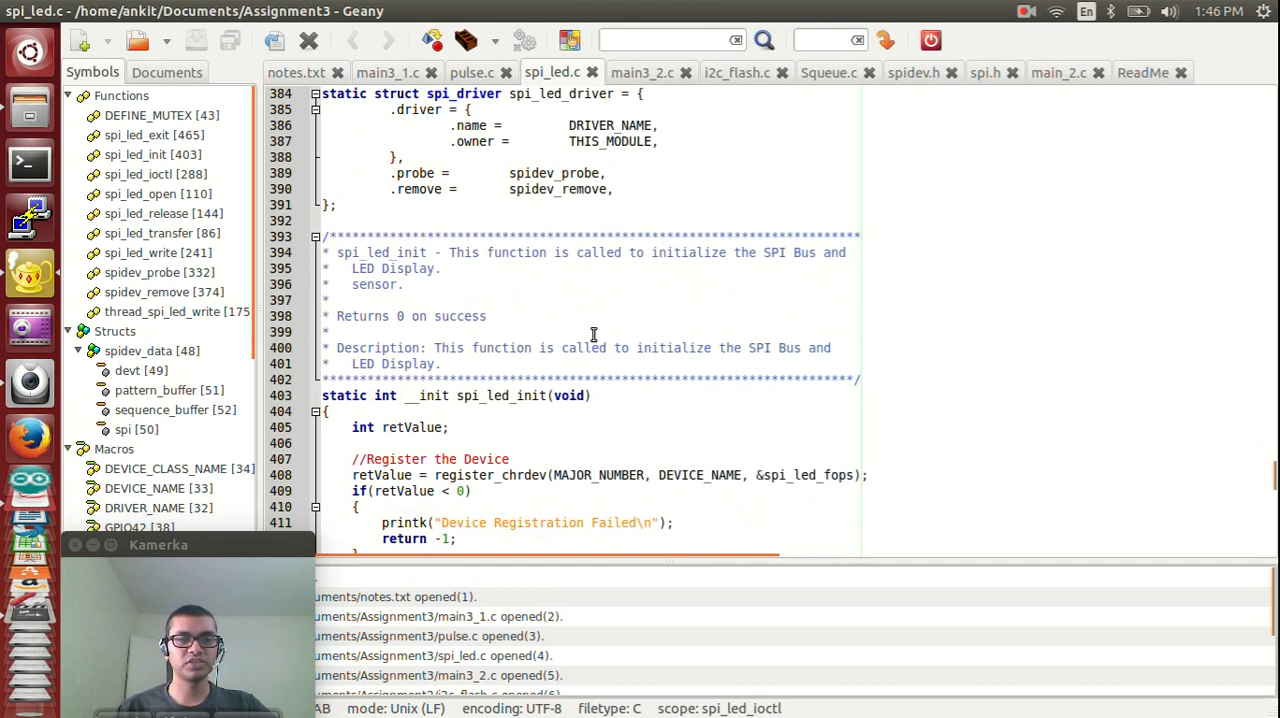 spi_led.c - /home/ankit/Documents/Assignment3 - Geany
En
1:46 PM
Symbols
Documents
notes.txt
main3_1.c
pulse.c
spi_led.c
main3_2.c
i2c_flash.c
Squeue.c
spidev.h
spi.h
main_2.c
ReadMe
Functions
DEFINE_MUTEX [43]
spi_led_exit [465]
spi_led_init [403]
spi_led_ioctl [288]
spi_led_open [110]
spi_led_release [144]
spi_led_transfer [86]
spi_led_write [241]
spidev_probe [332]
spidev_remove [374]
thread_spi_led_write [175
Structs
spidev_data [48]
devt [49]
pattern_buffer [51]
sequence_buffer [52]
spi [50]
Macros
DEVICE_CLASS_NAME [34]
DEVICE_NAME [33]
DRIVER_NAME [32]
GPIO42 [38]
384 static struct spi_driver spi_led_driver = {
385 .driver = {
386 .name = DRIVER_NAME,
387 .owner = THIS_MODULE,
388 },
389 .probe = spidev_probe,
390 .remove = spidev_remove,
391 };
392
393 /***********************************************************************
394 * spi_led_init - This function is called to initialize the SPI Bus and
395 * LED Display.
396 * sensor.
397 *
398 * Returns 0 on success
399 *
400 * Description: This function is called to initialize the SPI Bus and
401 * LED Display.
402 ***********************************************************************/
403 static int __init spi_led_init(void)
404 {
405 int retValue;
406
407 //Register the Device
408 retValue = register_chrdev(MAJOR_NUMBER, DEVICE_NAME, &spi_led_fops);
409 if(retValue < 0)
410 {
411 printk("Device Registration Failed\n");
return -1;
Kamerka
uments/notes.txt opened(1).
uments/Assignment3/main3_1.c opened(2).
uments/Assignment3/pulse.c opened(3).
uments/Assignment3/spi_led.c opened(4).
uments/Assignment3/main3_2.c opened(5).
AB mode: Unix (LF) encoding: UTF-8 filetype: C scope: spi_led_ioctl